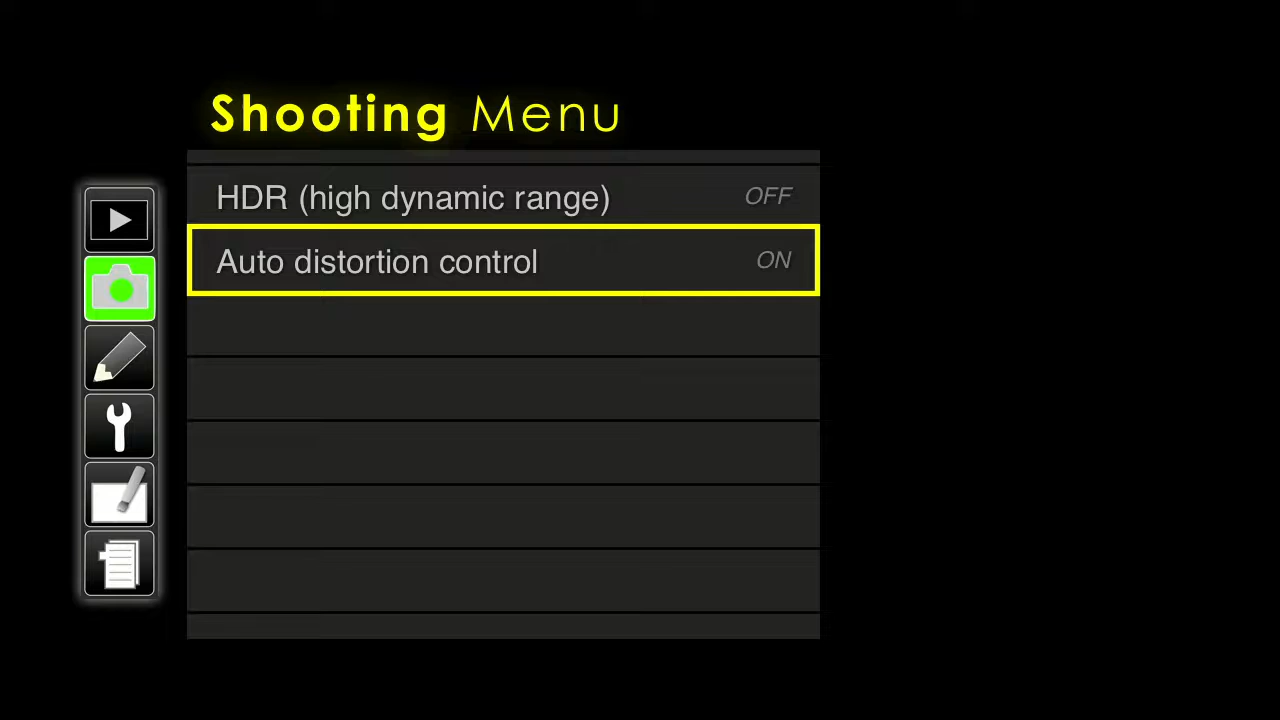 Shooting Menu
HDR (high dynamic range) OFF
Auto distortion control ON